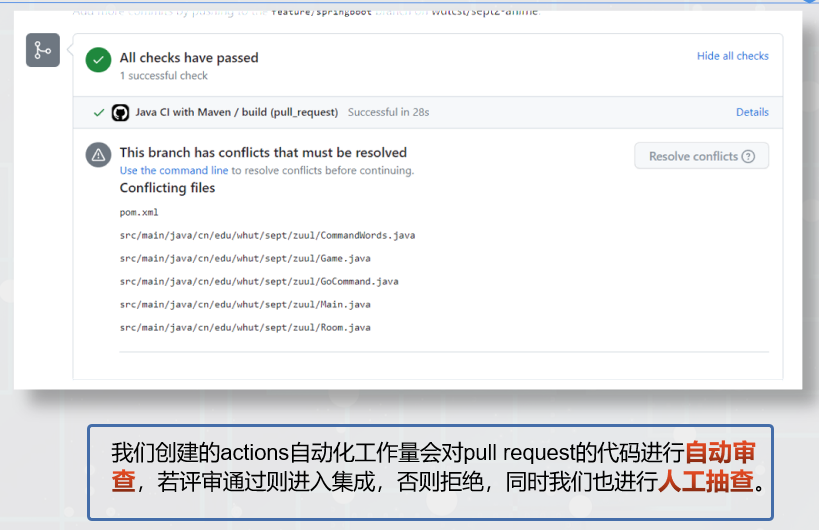 Add more commits by pushing to the feature/springBoot branch on wutcst/sept2-anime.
All checks have passed
Hide all checks
1 successful check
Java CI with Maven / build (pull_request) Successful in 28s
Details
This branch has conflicts that must be resolved
Resolve conflicts
Use the command line to resolve conflicts before continuing.
Conflicting files
pom.xml
src/main/java/cn/edu/whut/sept/zuul/CommandWords.java
src/main/java/cn/edu/whut/sept/zuul/Game.java
src/main/java/cn/edu/whut/sept/zuul/GoCommand.java
src/main/java/cn/edu/whut/sept/zuul/Main.java
src/main/java/cn/edu/whut/sept/zuul/Room.java
我们创建的actions自动化工作量会对pull request的代码进行自动审
查，若评审通过则进入集成，否则拒绝，同时我们也进行人工抽查。